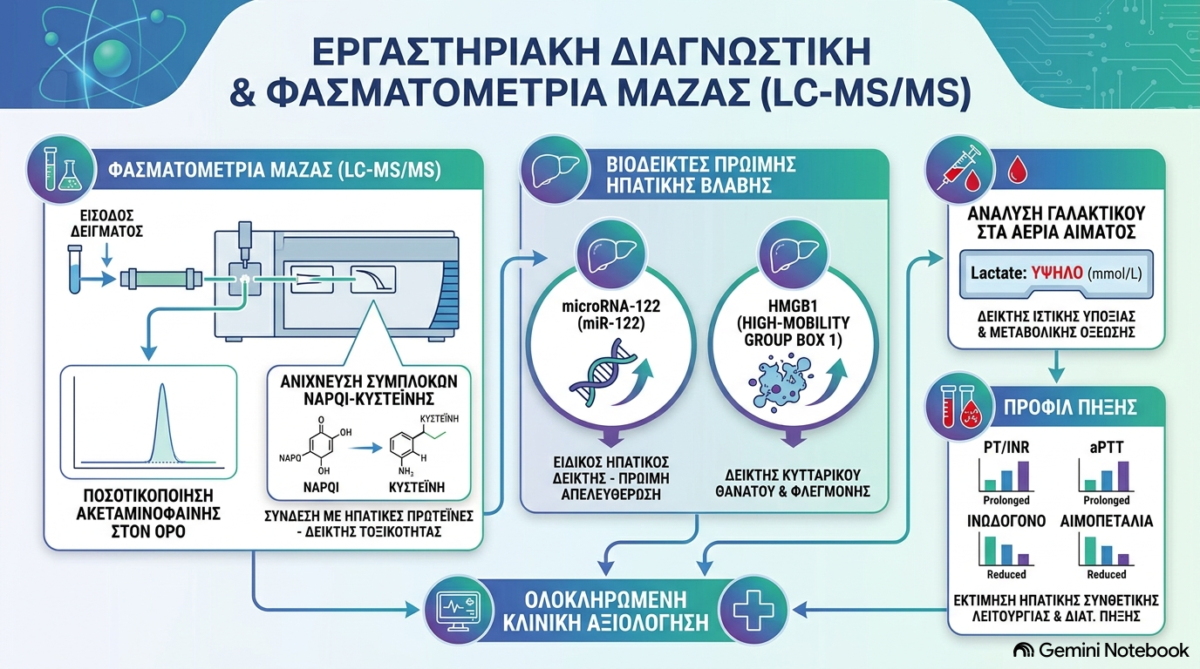 ΕΡΓΑΣΤΗΡΙΑΚΗ ΔΙΑΓΝΩΣΤΙΚΗ
& ΦΑΣΜΑΤΟΜΕΤΡΙΑ ΜΑΖΑΣ (LC-MS/MS)
ΦΑΣΜΑΤΟΜΕΤΡΙΑ ΜΑΖΑΣ (LC-MS/MS)
ΕΙΣΟΔΟΣ
ΔΕΙΓΜΑΤΟΣ
ΠΟΣΟΤΙΚΟΠΟΙΗΣΗ
ΑΚΕΤΑΜΙΝΟΦΑΙΝΗΣ
ΣΤΟΝ ΟΡΟ
ΑΝΙΧΝΕΥΣΗ ΣΥΜΠΛΟΚΩΝ
NAPQI-ΚΥΣΤΕΪΝΗΣ
O
OH
NAPO
OH
NAPQI
ΚΥΣΤΕΪΝΗ
H
NH₂
ΚΥΣΤΕΪΝΗ
ΣΥΝΔΕΣΗ ΜΕ ΗΠΑΤΙΚΕΣ ΠΡΩΤΕΪΝΕΣ
- ΔΕΙΚΤΗΣ ΤΟΞΙΚΟΤΗΤΑΣ
ΒΙΟΔΕΙΚΤΕΣ ΠΡΩΙΜΗΣ
ΗΠΑΤΙΚΗΣ ΒΛΑΒΗΣ
microRNA-122
(miR-122)
ΕΙΔΙΚΟΣ ΗΠΑΤΙΚΟΣ
ΔΕΙΚΤΗΣ - ΠΡΩΙΜΗ
ΑΠΕΛΕΥΘΕΡΩΣΗ
HMGB1
(HIGH-MOBILITY
GROUP BOX 1)
ΔΕΙΚΤΗΣ ΚΥΤΤΑΡΙΚΟΥ
ΘΑΝΑΤΟΥ & ΦΛΕΓΜΟΝΗΣ
ΑΝΑΛΥΣΗ ΓΑΛΑΚΤΙΚΟΥ
ΣΤΑ ΑΕΡΙΑ ΑΙΜΑΤΟΣ
Lactate: ΥΨΗΛΟ (mmol/L)
ΔΕΙΚΤΗΣ ΙΣΤΙΚΗΣ ΥΠΟΞΙΑΣ
& ΜΕΤΑΒΟΛΙΚΗΣ ΟΞΕΩΣΗΣ
ΠΡΟΦΙΛ ΠΗΞΗΣ
PT/INR
Prolonged
aPTT
Prolonged
ΙΝΩΔΟΓΟΝΟ
Reduced
ΑΙΜΟΠΕΤΑΛΙΑ
Reduced
ΕΚΤΙΜΗΣΗ ΗΠΑΤΙΚΗΣ ΣΥΝΘΕΤΙΚΗΣ
ΛΕΙΤΟΥΡΓΙΑΣ & ΔΙΑΤ. ΠΗΞΗΣ
ΟΛΟΚΛΗΡΩΜΕΝΗ
ΚΛΙΝΙΚΗ ΑΞΙΟΛΟΓΗΣΗ
Gemini Notebook